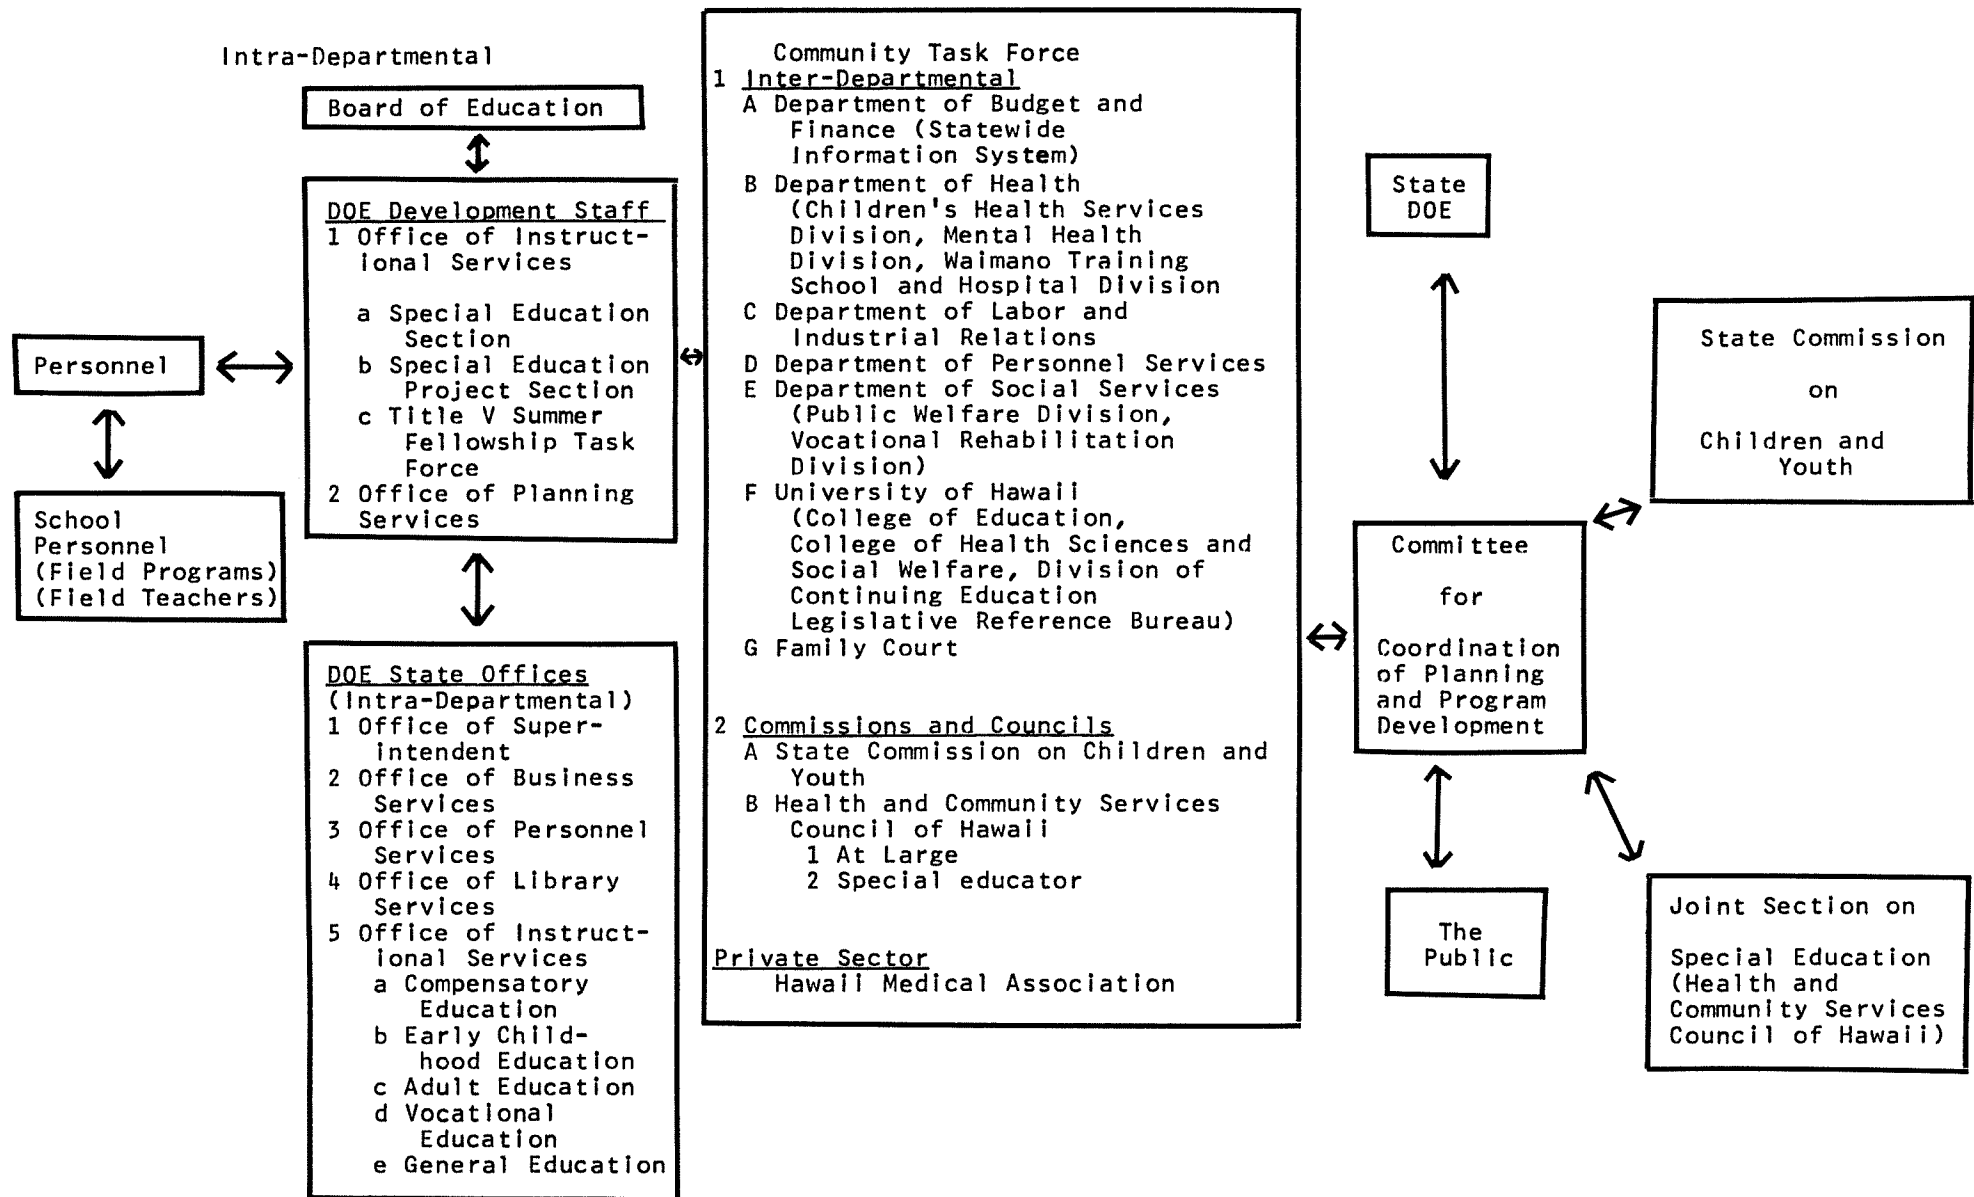 Intra-Departmental
Board of Education
DOE Development Staff
1 Office of Instruct-
ional Services
a Special Education
Section
b Special Education
Project Section
c Title V Summer
Fellowship Task
Force
2 Office of Planning
Services
Personnel
School
Personnel
(Field Programs)
(Field Teachers)
DOE State Offices
(Intra-Departmental)
1 Office of Super-
intendent
2 Office of Business
Services
3 Office of Personnel
Services
4 Office of Library
Services
5 Office of Instruct-
ional Services
a Compensatory
Education
b Early Child-
hood Education
c Adult Education
d Vocational
Education
e General Education
Community Task Force
1 Inter-Departmental
A Department of Budget and
Finance (Statewide
Information System)
B Department of Health
(Children's Health Services
Division, Mental Health
Division, Waimano Training
School and Hospital Division
C Department of Labor and
Industrial Relations
D Department of Personnel Services
E Department of Social Services
(Public Welfare Division,
Vocational Rehabilitation
Division)
F University of Hawaii
(College of Education,
College of Health Sciences and
Social Welfare, Division of
Continuing Education
Legislative Reference Bureau)
G Family Court
2 Commissions and Councils
A State Commission on Children and
Youth
B Health and Community Services
Council of Hawaii
1 At Large
2 Special educator
Private Sector
Hawaii Medical Association
State
DOE
State Commission
on
Children and
Youth
Committee
for
Coordination
of Planning
and Program
Development
The
Public
Joint Section on
Special Education
(Health and
Community Services
Council of Hawaii)